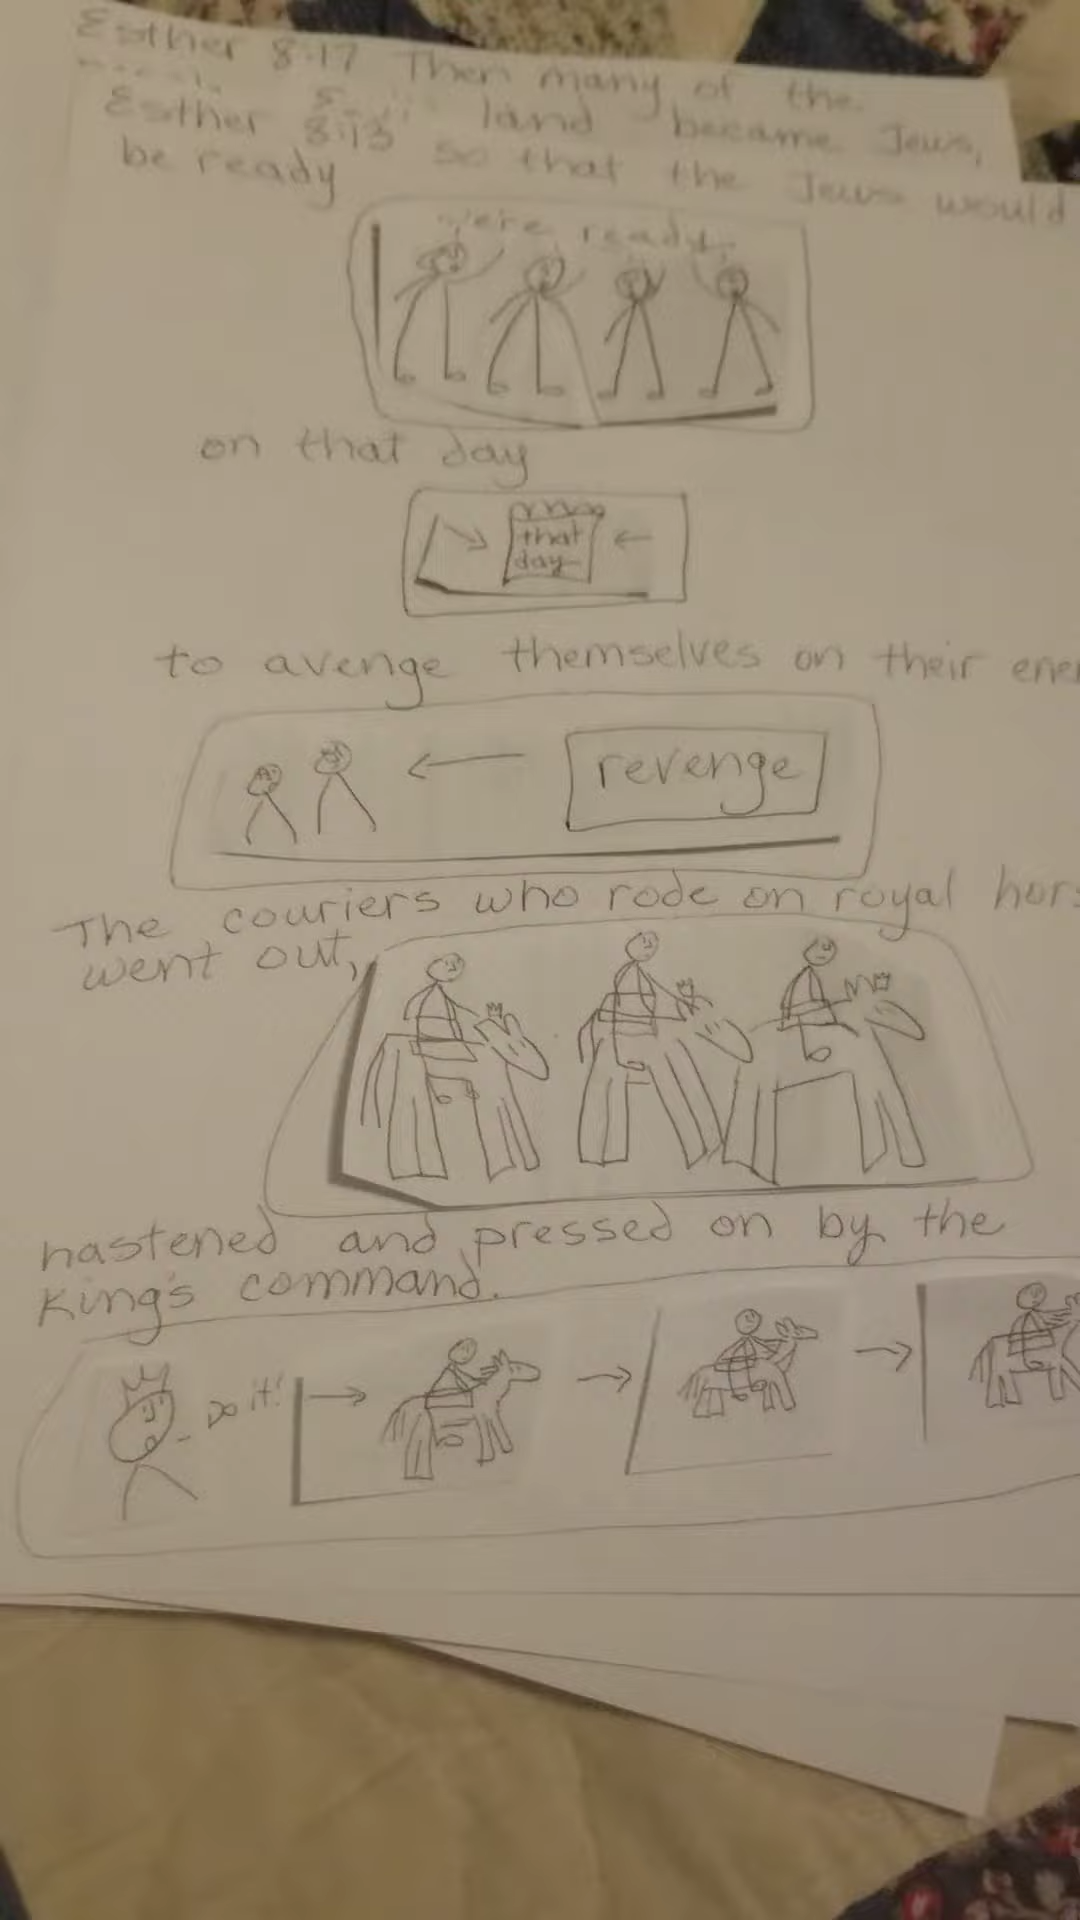 Esther 8:17 Then many of the
land became Jews,
Esther 8:13 so that the Jews would
be ready
we're ready
on that day
that
day
to avenge themselves on their
revenge
The couriers who rode on royal
went out,
hastened and pressed on by the
King's command.
Do it!